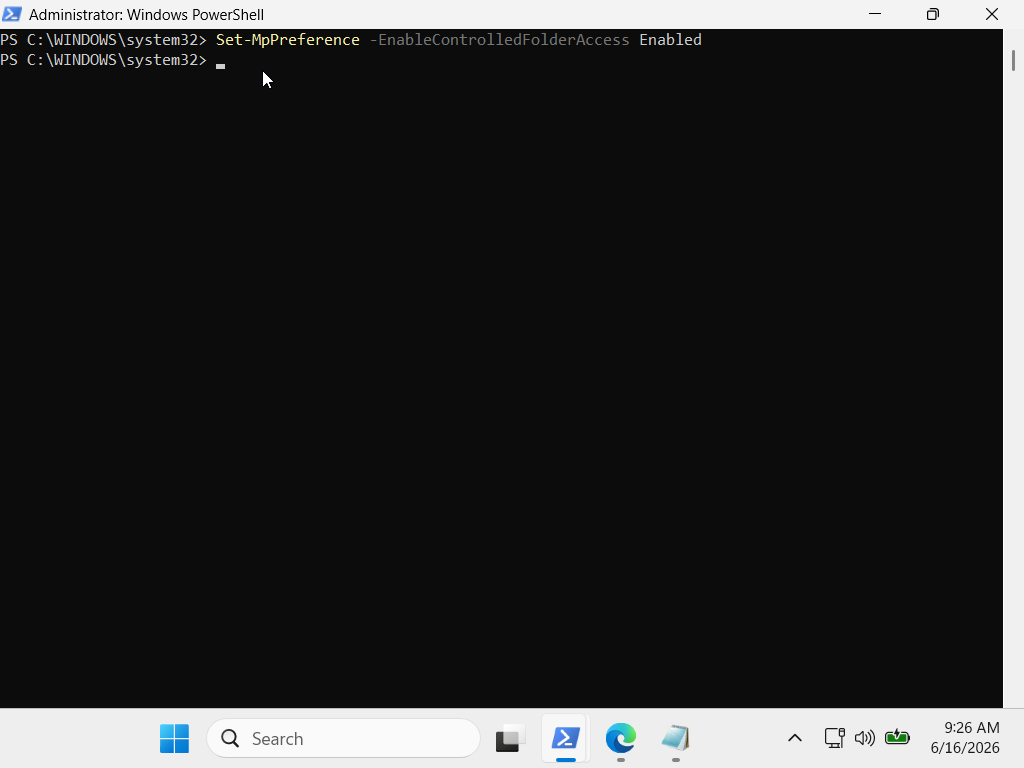 Administrator: Windows PowerShell
PS C:\WINDOWS\system32> Set-MpPreference -EnableControlledFolderAccess Enabled
PS C:\WINDOWS\system32>
Search
9:26 AM
6/16/2026